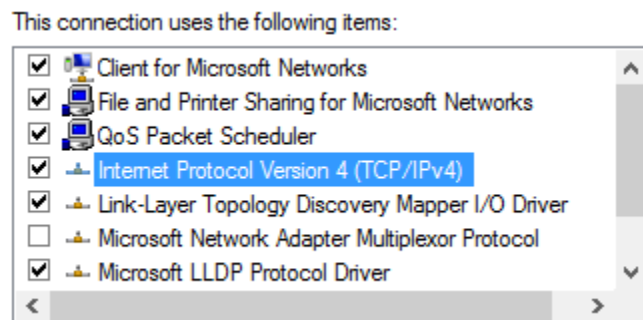 This connection uses the following items:
Client for Microsoft Networks
File and Printer Sharing for Microsoft Networks
QoS Packet Scheduler
Internet Protocol Version 4 (TCP/IPv4)
Link-Layer Topology Discovery Mapper I/O Driver
Microsoft Network Adapter Multiplexor Protocol
Microsoft LLDP Protocol Driver